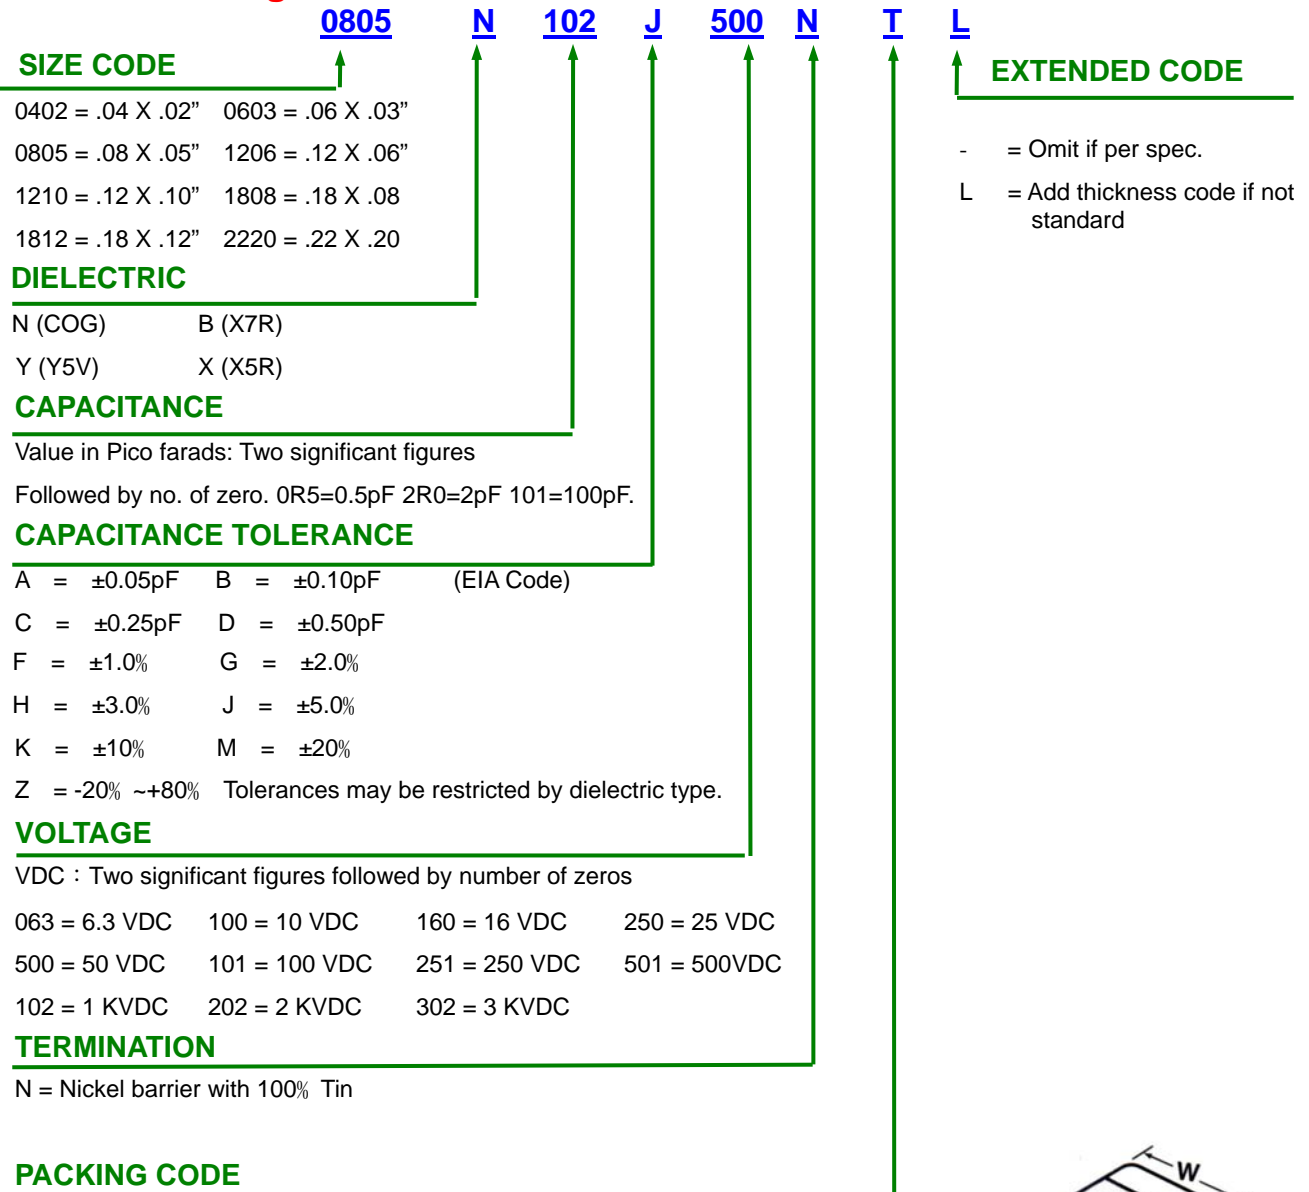 0805 N 102 J 500 N T L
SIZE CODE
0402 = .04 X .02” 0603 = .06 X .03”
0805 = .08 X .05” 1206 = .12 X .06”
1210 = .12 X .10” 1808 = .18 X .08
1812 = .18 X .12” 2220 = .22 X .20
EXTENDED CODE
- = Omit if per spec.
L = Add thickness code if not
standard
DIELECTRIC
N (COG) B (X7R)
Y (Y5V) X (X5R)
CAPACITANCE
Value in Pico farads: Two significant figures
Followed by no. of zero. 0R5=0.5pF 2R0=2pF 101=100pF.
CAPACITANCE TOLERANCE
A = ±0.05pF B = ±0.10pF (EIA Code)
C = ±0.25pF D = ±0.50pF
F = ±1.0% G = ±2.0%
H = ±3.0% J = ±5.0%
K = ±10% M = ±20%
Z = -20% ~+80% Tolerances may be restricted by dielectric type.
VOLTAGE
VDC：Two significant figures followed by number of zeros
063 = 6.3 VDC 100 = 10 VDC 160 = 16 VDC 250 = 25 VDC
500 = 50 VDC 101 = 100 VDC 251 = 250 VDC 501 = 500VDC
102 = 1 KVDC 202 = 2 KVDC 302 = 3 KVDC
TERMINATION
N = Nickel barrier with 100% Tin
PACKING CODE
W